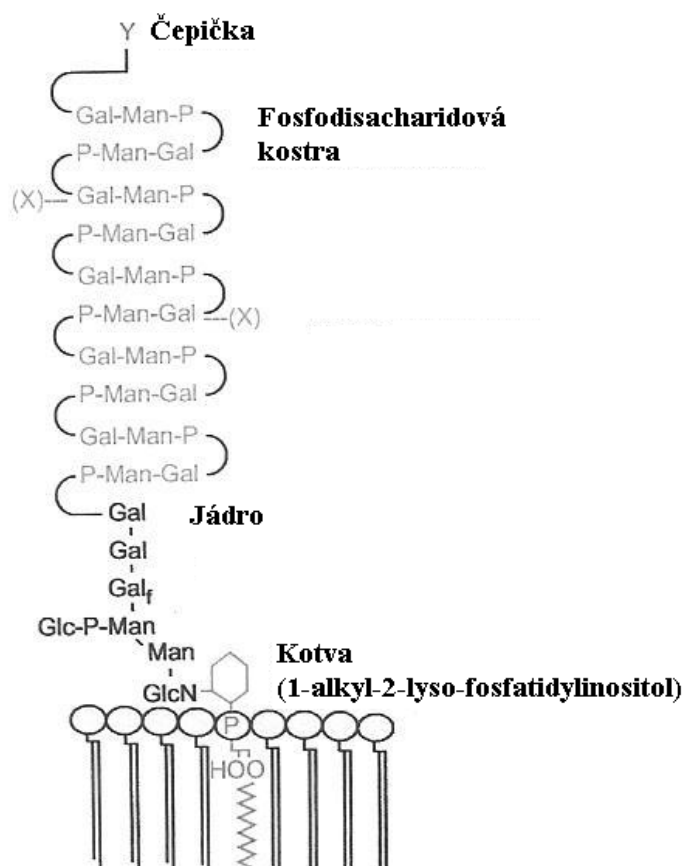 Y Čepička
Gal-Man-P
Fosfodisacharidová
P-Man-Gal
kostra
(X)---Gal-Man-P
P-Man-Gal
Gal-Man-P
P-Man-Gal---(X)
Gal-Man-P
P-Man-Gal
Gal-Man-P
P-Man-Gal
Gal
Jádro
Gal
Galf
Glc-P-Man
Man
Kotva
GlcN
(1-alkyl-2-lyso-fosfatidylinositol)
P
HOO